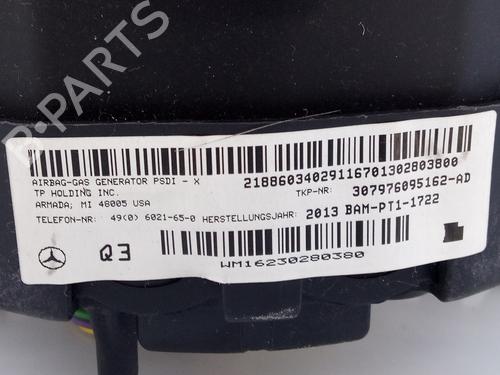 B-PARTS
AIRBAG-GAS GENERATOR PSDI - X
TP HOLDING INC.
ARMADA; MI 48005 USA
TELEFON-NR: 49(0) 6021-65-0 HERSTELLUNGSJAHR: 2013 BAM-PT1-1722
21886034029116701302803800
TKP-NR: 307976095162-AD
Q3
WM16230280380